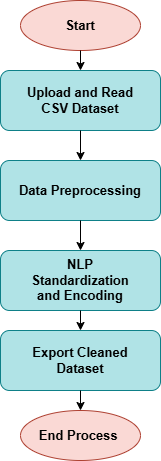 Start
Upload and Read
CSV Dataset
Data Preprocessing
NLP
Standardization
and Encoding
Export Cleaned
Dataset
End Process